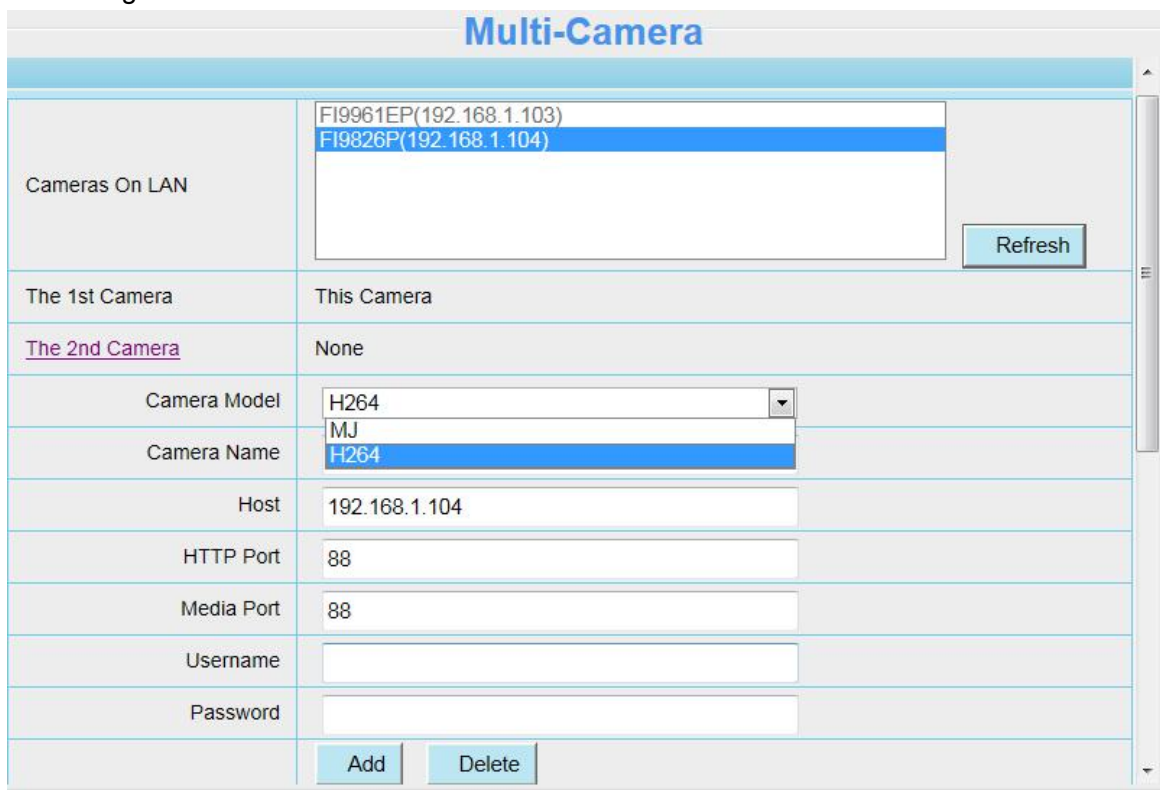 Multi-Camera
FI9961EP(192.168.1.103)
FI9826P(192.168.1.104)
Cameras On LAN
Refresh
The 1st Camera This Camera
The 2nd Camera None
Camera Model H264
MJ
Camera Name H264
Host 192.168.1.104
HTTP Port 88
Media Port 88
Username
Password
Add Delete